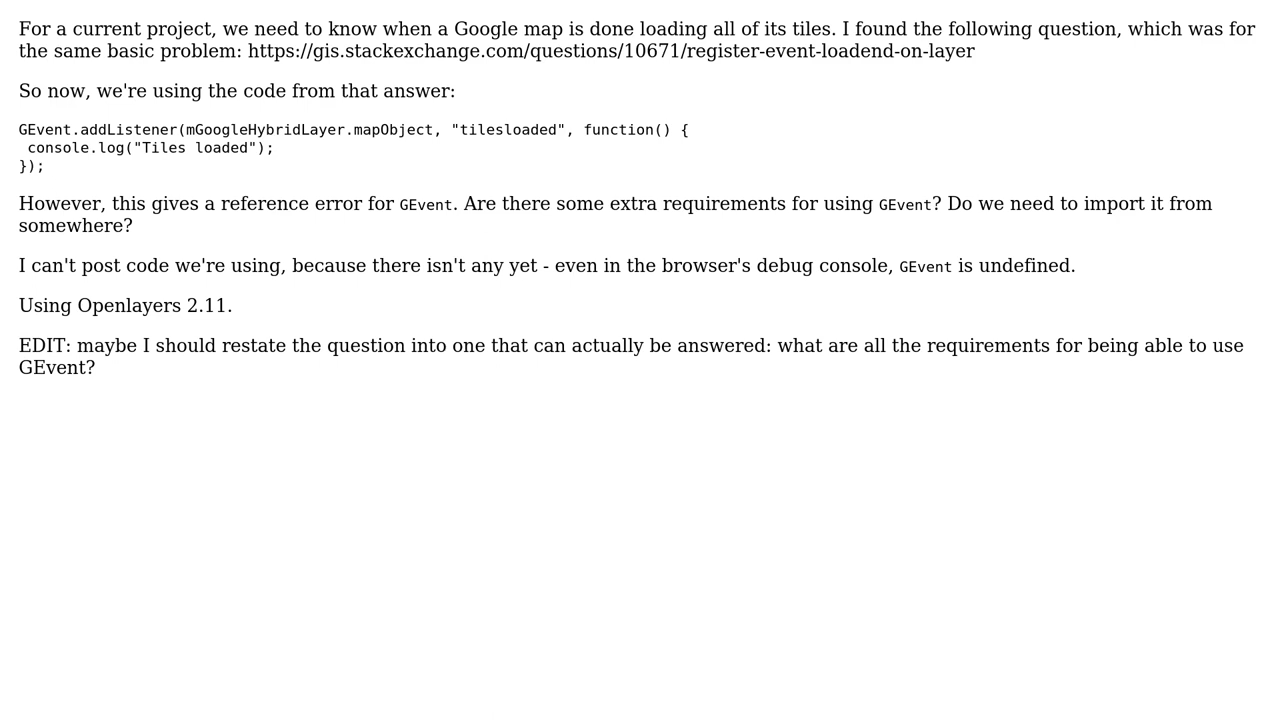 For a current project, we need to know when a Google map is done loading all of its tiles. I found the following question, which was for
the same basic problem: https://gis.stackexchange.com/questions/10671/register-event-loadend-on-layer
So now, we're using the code from that answer:
GEvent.addListener(mGoogleHybridLayer.mapObject, "tilesloaded", function() {
 console.log("Tiles loaded");
});
However, this gives a reference error for GEvent. Are there some extra requirements for using GEvent? Do we need to import it from
somewhere?
I can't post code we're using, because there isn't any yet - even in the browser's debug console, GEvent is undefined.
Using Openlayers 2.11.
EDIT: maybe I should restate the question into one that can actually be answered: what are all the requirements for being able to use
GEvent?